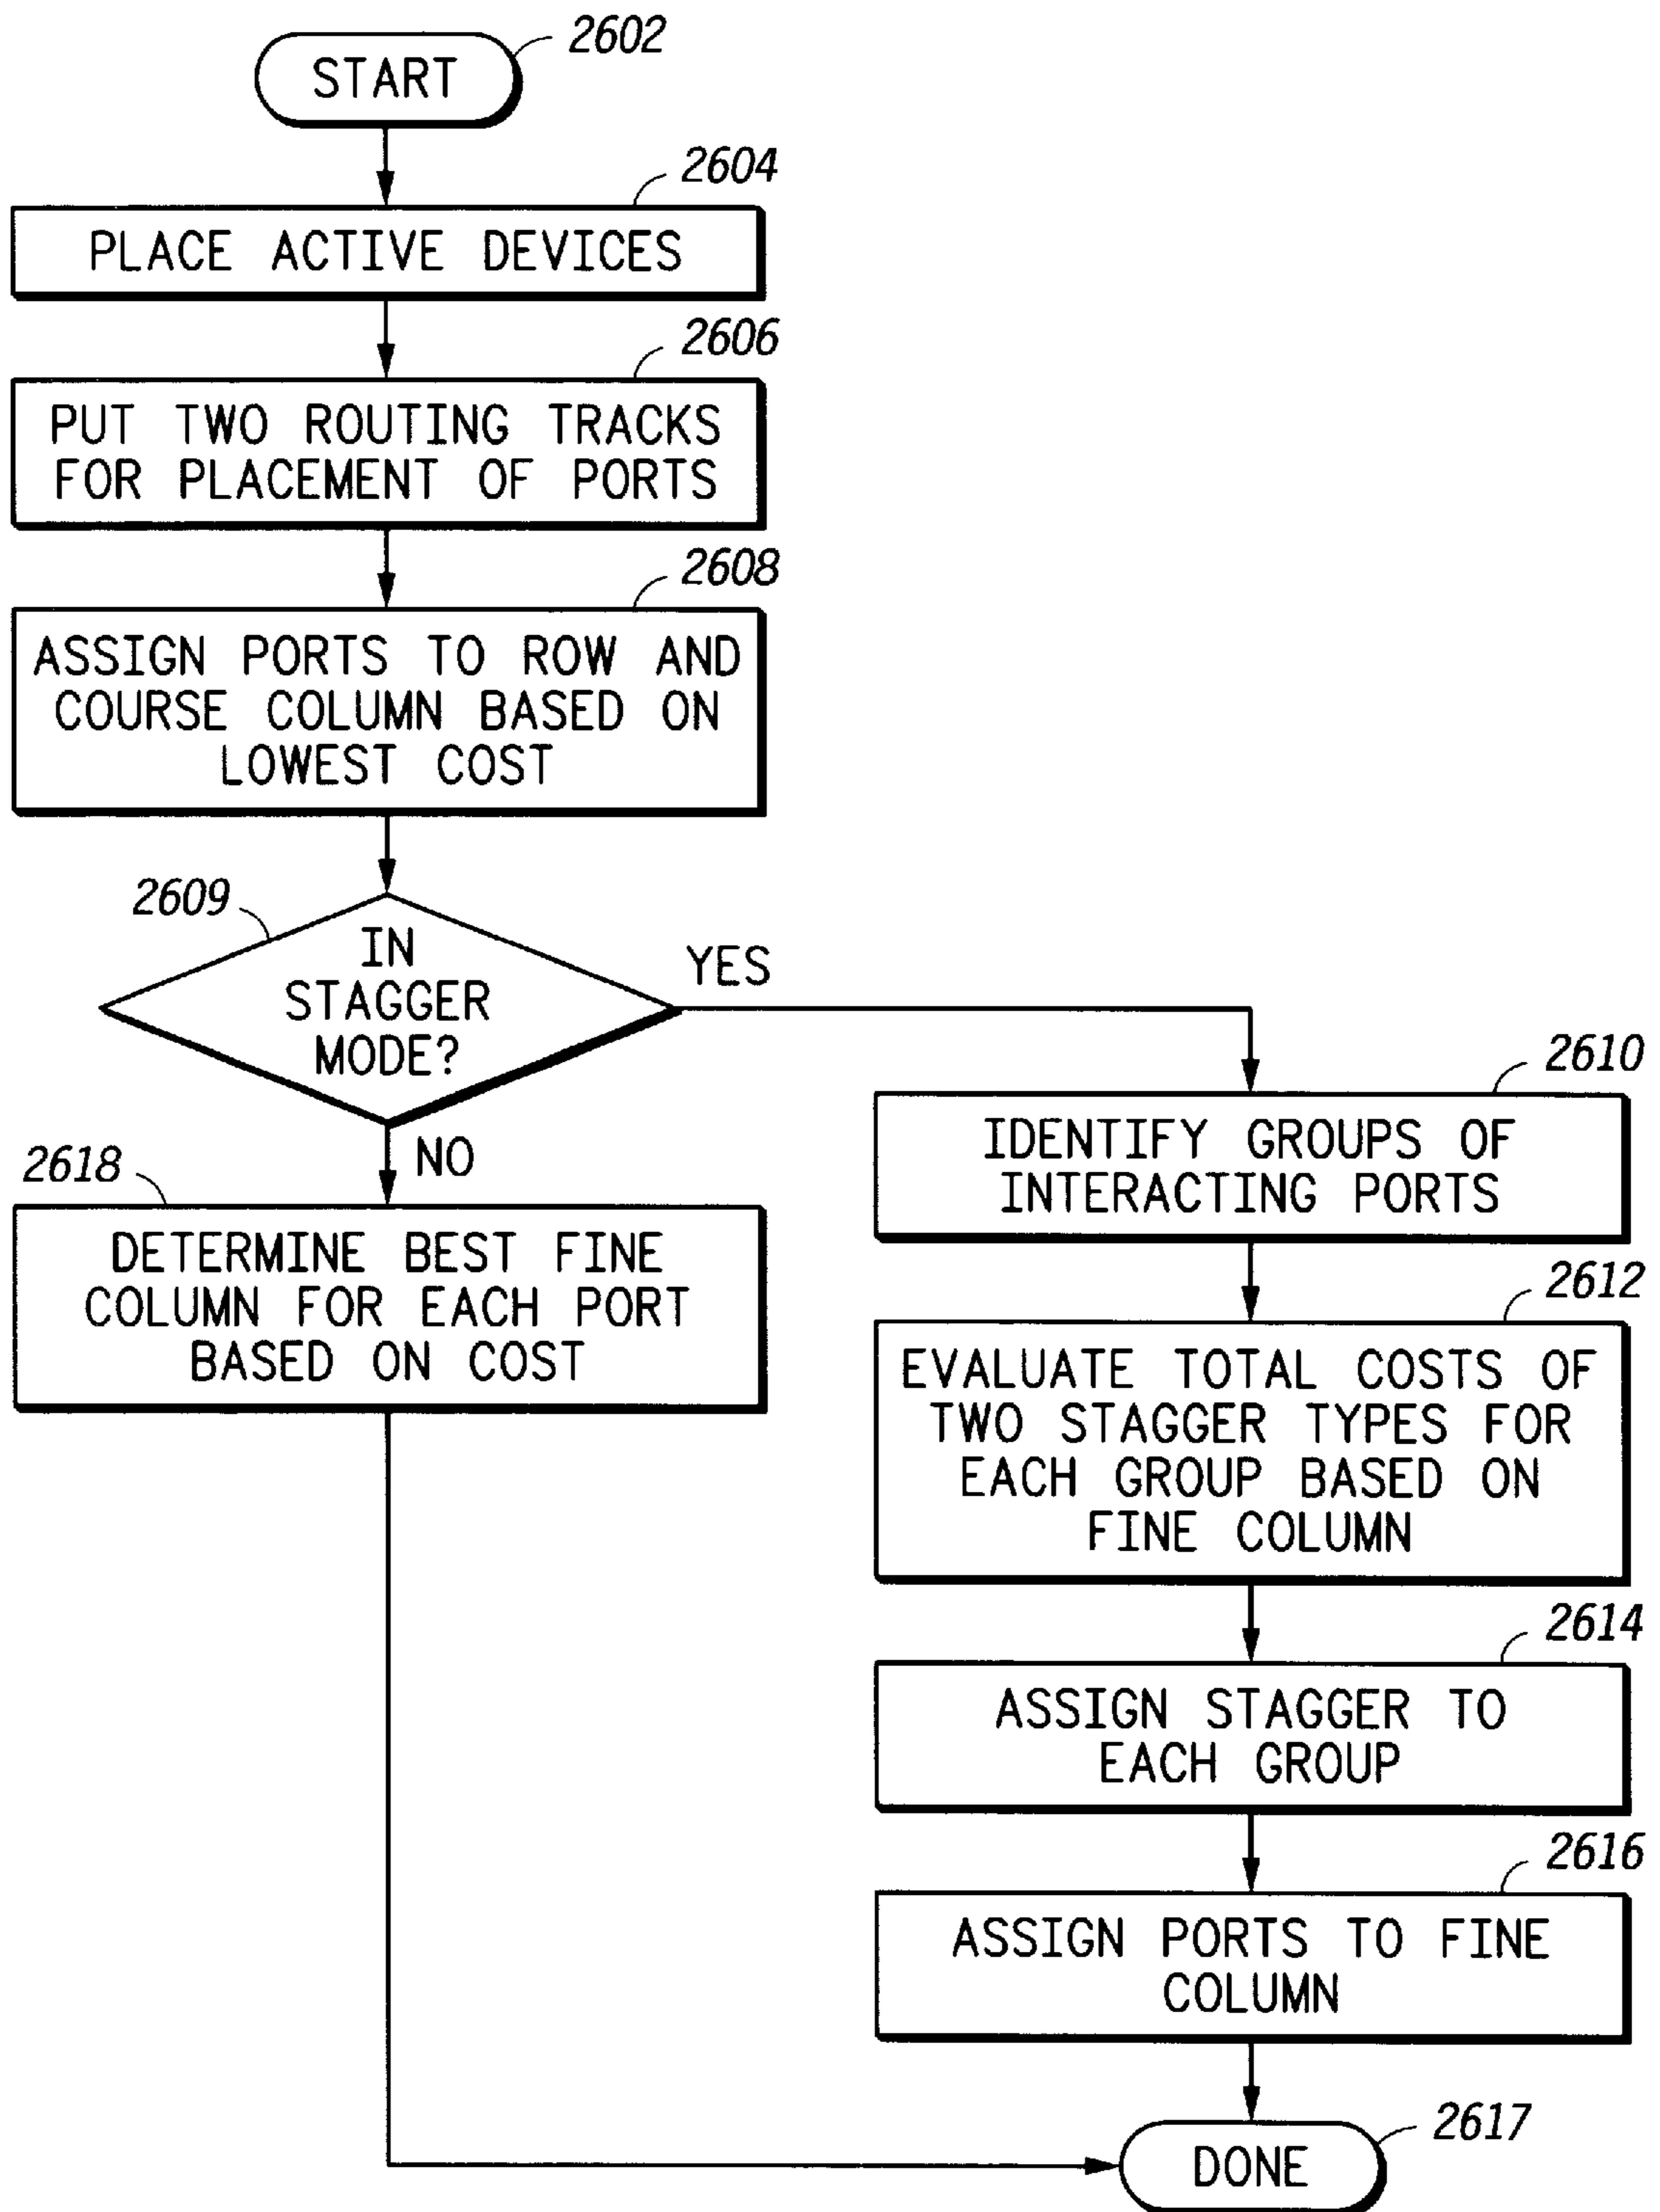 2602
START
2604
PLACE ACTIVE DEVICES
2606
PUT TWO ROUTING TRACKS
FOR PLACEMENT OF PORTS
2608
ASSIGN PORTS TO ROW AND
COURSE COLUMN BASED ON
LOWEST COST
2609
IN
STAGGER
MODE?
YES
NO
2618
DETERMINE BEST FINE
COLUMN FOR EACH PORT
BASED ON COST
2610
IDENTIFY GROUPS OF
INTERACTING PORTS
2612
EVALUATE TOTAL COSTS OF
TWO STAGGER TYPES FOR
EACH GROUP BASED ON
FINE COLUMN
2614
ASSIGN STAGGER TO
EACH GROUP
2616
ASSIGN PORTS TO FINE
COLUMN
2617
DONE